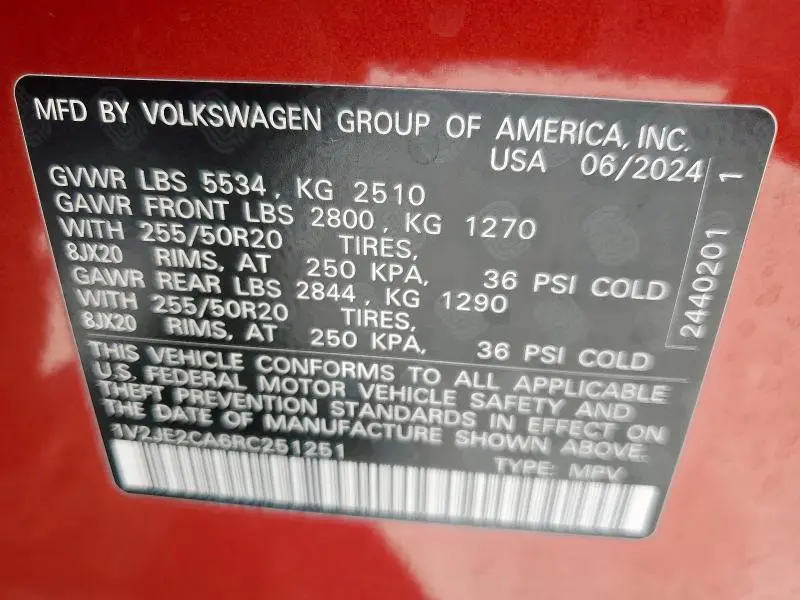 MFD BY VOLKSWAGEN GROUP OF AMERICA, INC.
USA 06/2024
GVWR LBS 5534, KG 2510
GAWR FRONT LBS 2800, KG 1270
WITH 255/50R20 TIRES,
8JX20 RIMS, AT 250 KPA, 36 PSI COLD
GAWR REAR LBS 2844, KG 1290
WITH 255/50R20 TIRES,
8JX20 RIMS, AT 250 KPA, 36 PSI COLD
THIS VEHICLE CONFORMS TO ALL APPLICABLE
U.S. FEDERAL MOTOR VEHICLE SAFETY AND
THEFT PREVENTION STANDARDS IN EFFECT ON
THE DATE OF MANUFACTURE SHOWN ABOVE.
1V2JE2CA6RC251251
TYPE: MPV
2440201 1